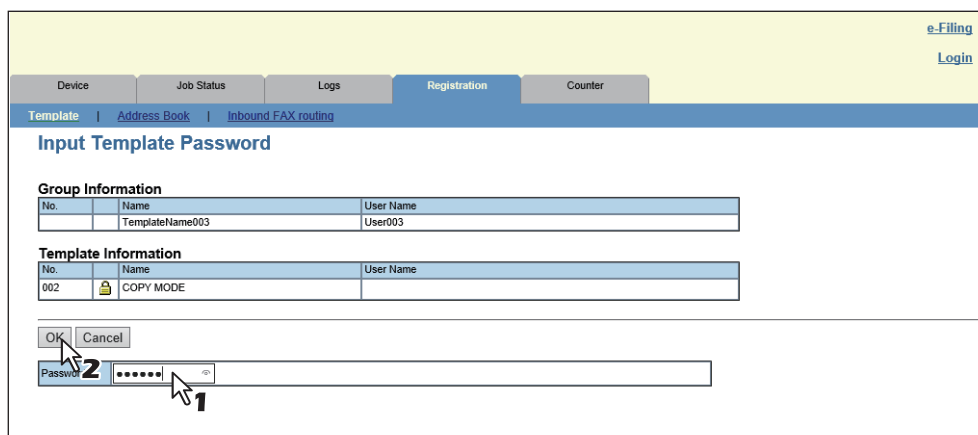 e-Filing
Login
Device Job Status Logs Registration Counter
Template | Address Book | Inbound FAX routing
Input Template Password
Group Information
No. Name User Name
TemplateName003 User003
Template Information
No. Name User Name
002 COPY MODE
OK Cancel
2
Password ••••••
1